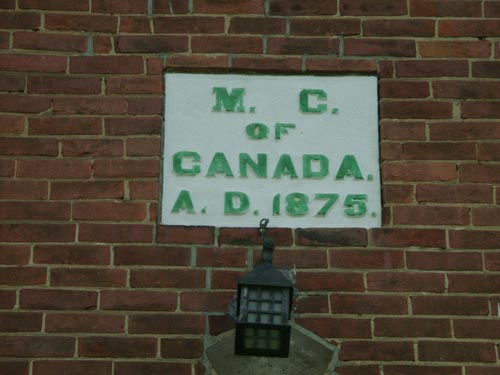 M. C.
OF
CANADA.
A. D. 1875.